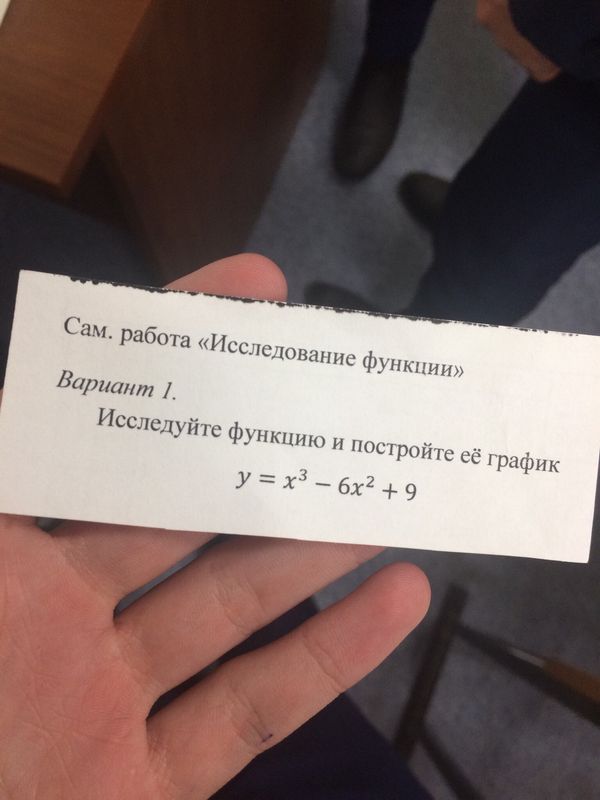 Сам. работа «Исследование функции»
Вариант 1.
Исследуйте функцию и постройте её график
y = x³ − 6x² + 9